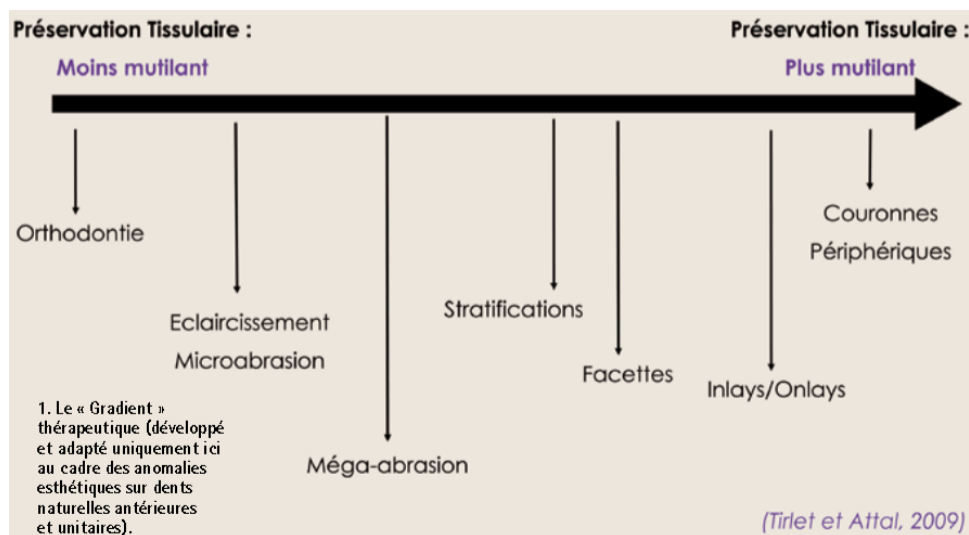 Préservation Tissulaire :
Moins mutilant
Préservation Tissulaire :
Plus mutilant
Orthodontie
Eclaircissement
Microabrasion
Méga-abrasion
Stratifications
Facettes
Inlays/Onlays
Couronnes
Périphériques
1. Le « Gradient »
thérapeutique (développé
et adapté uniquement ici
au cadre des anomalies
esthétiques sur dents
naturelles antérieures
et unitaires).
(Tirlet et Attal, 2009)